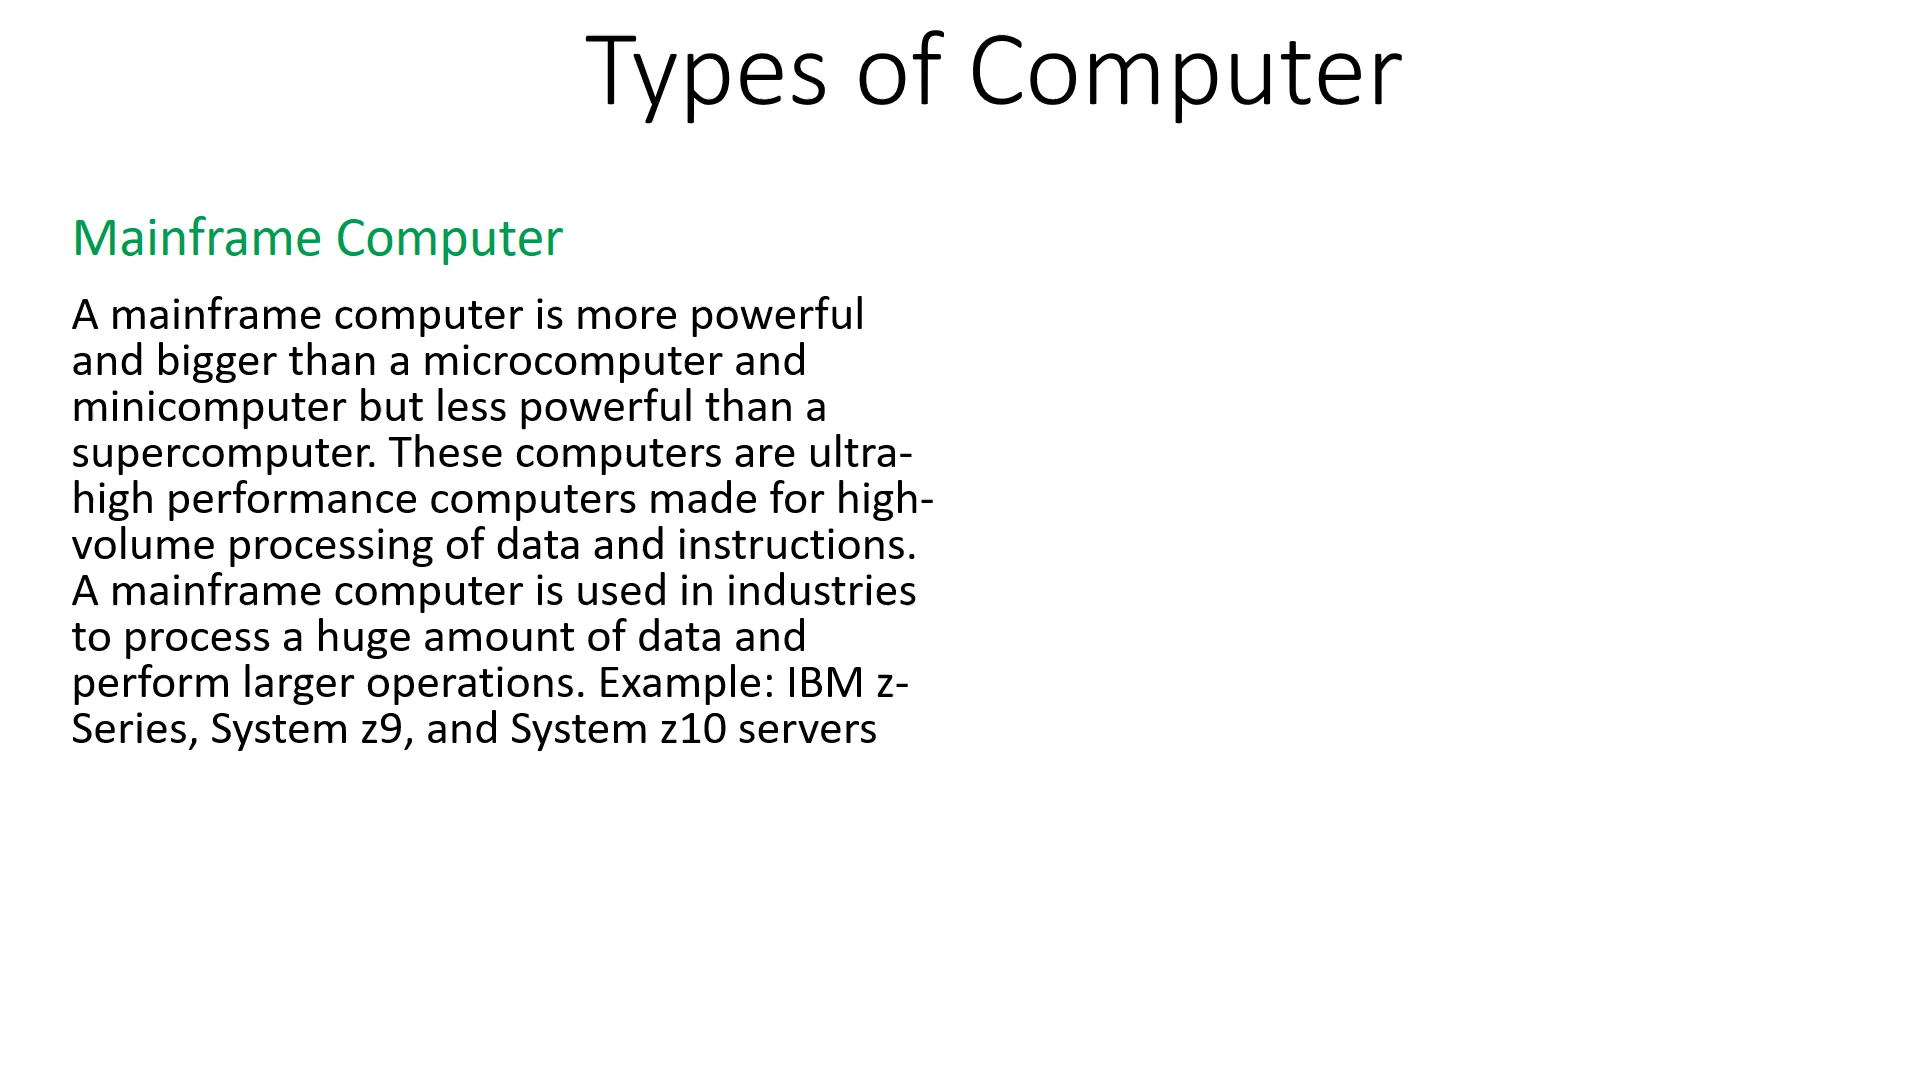 Types of Computer
Mainframe Computer
A mainframe computer is more powerful
and bigger than a microcomputer and
minicomputer but less powerful than a
supercomputer. These computers are ultra-
high performance computers made for high-
volume processing of data and instructions.
A mainframe computer is used in industries
to process a huge amount of data and
perform larger operations. Example: IBM z-
Series, System z9, and System z10 servers